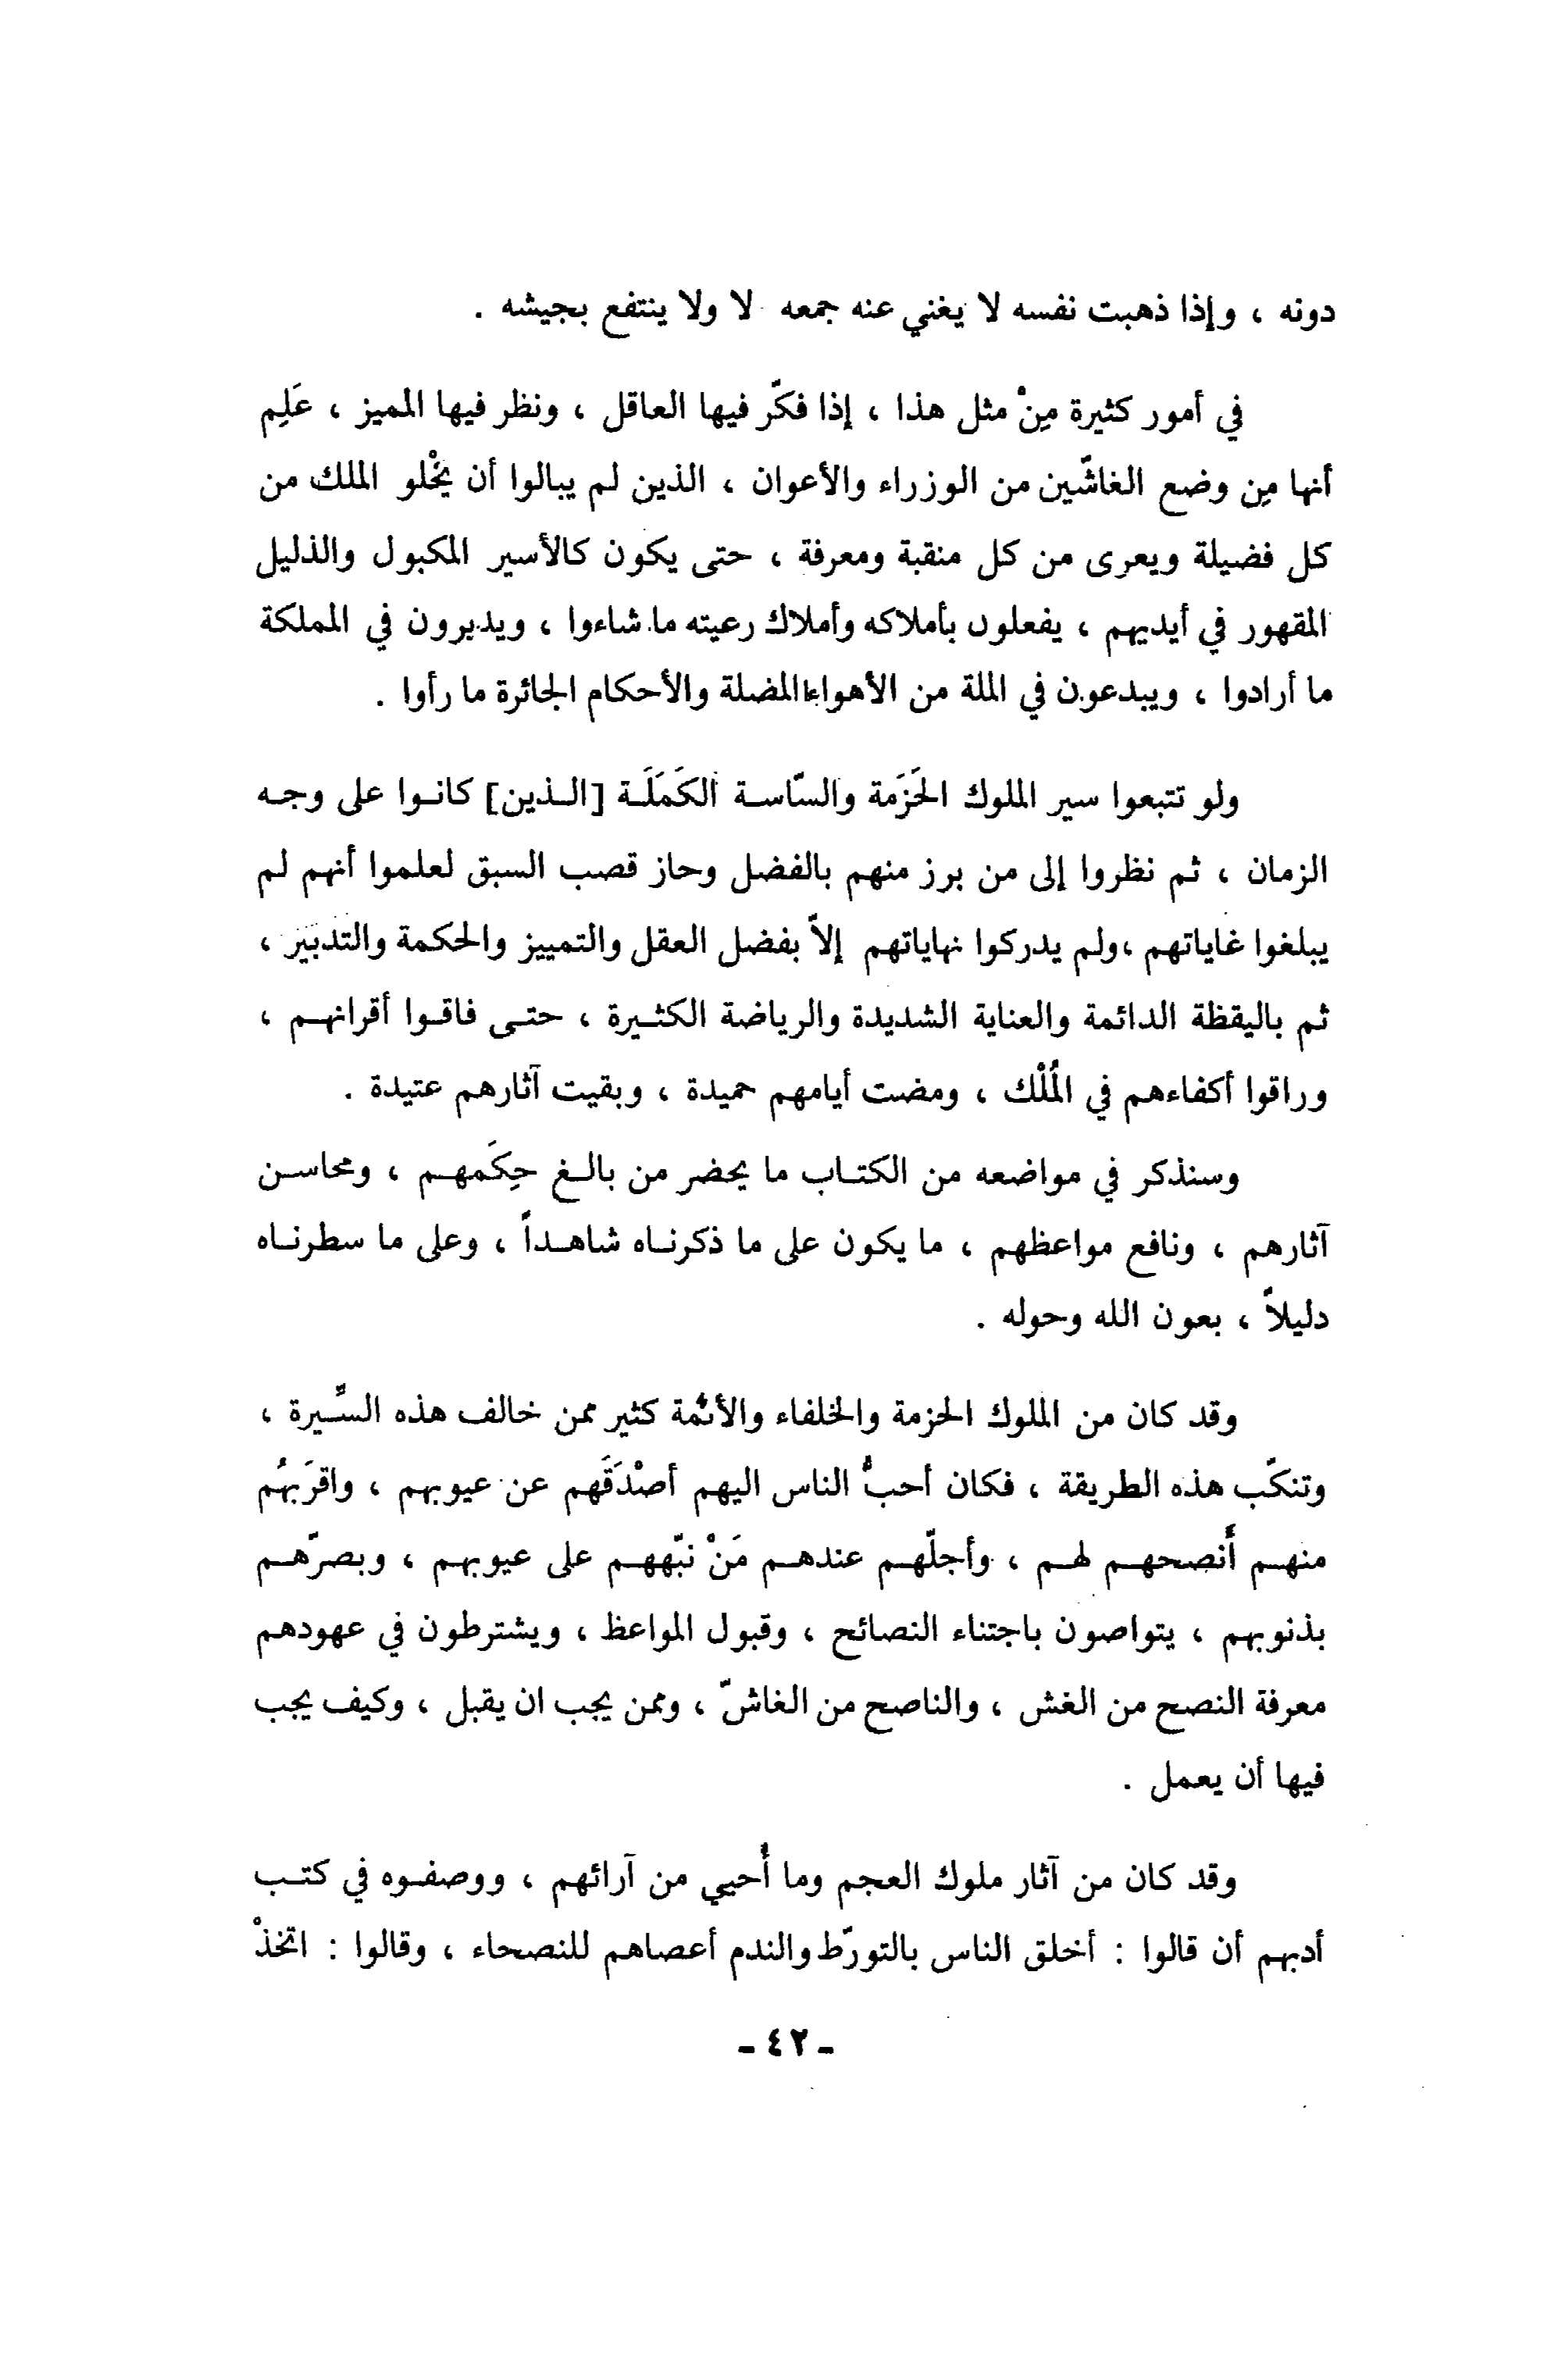 دونه ، وإذا ذهبت نفسه لا يغني عنه جمعه لا ولا ينتفع بجيشه .
في أمور كثيرة مِنْ مثل هذا ، إذا فكّر فيها العاقل ، ونظر فيها المميز ، عَلِم
أنها مِن وضع الغاشّين من الوزراء والأعوان ، الذين لم يبالوا أن يخْلو الملك من
كل فضيلة ويعرى من كل منقبة ومعرفة ، حتى يكون كالأسير المكبول والذليل
المقهور في أيديهم ، يفعلون بأملاكه وأملاك رعيته ما شاءوا ، ويديرون في المملكة
ما أرادوا ، ويبدعون في الملة من الأهواء المضلة والأحكام الجائرة ما رأوا .
ولو تتبعوا سير الملوك الحَزَمة والسّاسة الكَمَلَة [الذين] كانوا على وجه
الزمان ، ثم نظروا إلى من برز منهم بالفضل وحاز قصب السبق لعلموا أنهم لم
يبلغوا غاياتهم ،ولم يدركوا نهاياتهم إلاّ بفضل العقل والتمييز والحكمة والتدبير ،
ثم باليقظة الدائمة والعناية الشديدة والرياضة الكثيرة ، حتى فاقوا أقرانهم ،
وراقوا أكفاءهم في المُلْك ، ومضت أيامهم حميدة ، وبقيت آثارهم عتيدة .
وسنذكر في مواضعه من الكتاب ما يحضر من بالغ حِكَمهم ، ومحاسن
آثارهم ، ونافع مواعظهم ، ما يكون على ما ذكرناه شاهداً ، وعلى ما سطرناه
دليلاً ، بعون الله وحوله .
وقد كان من الملوك الحزمة والخلفاء والأئمة كثير ممن خالف هذه السِّيرة ،
وتنكّب هذه الطريقة ، فكان أحبُّ الناس اليهم أصْدَقَهم عن عيوبهم ، واقرَبهُم
منهم أَنصحهم لهم ، وأجلّهم عندهم مَنْ نبّههم على عيوبهم ، وبصرّهم
بذنوبهم ، يتواصون باجتناء النصائح ، وقبول المواعظ ، ويشترطون في عهودهم
معرفة النصح من الغش ، والناصح من الغاشّ ، وممن يجب ان يقبل ، وكيف يجب
فيها أن يعمل .
وقد كان من آثار ملوك العجم وما أُحيي من آرائهم ، ووصفوه في كتب
أدبهم أن قالوا : أخلق الناس بالتورّط والندم أعصاهم للنصحاء ، وقالوا : اتخذْ
- ٤٢ -